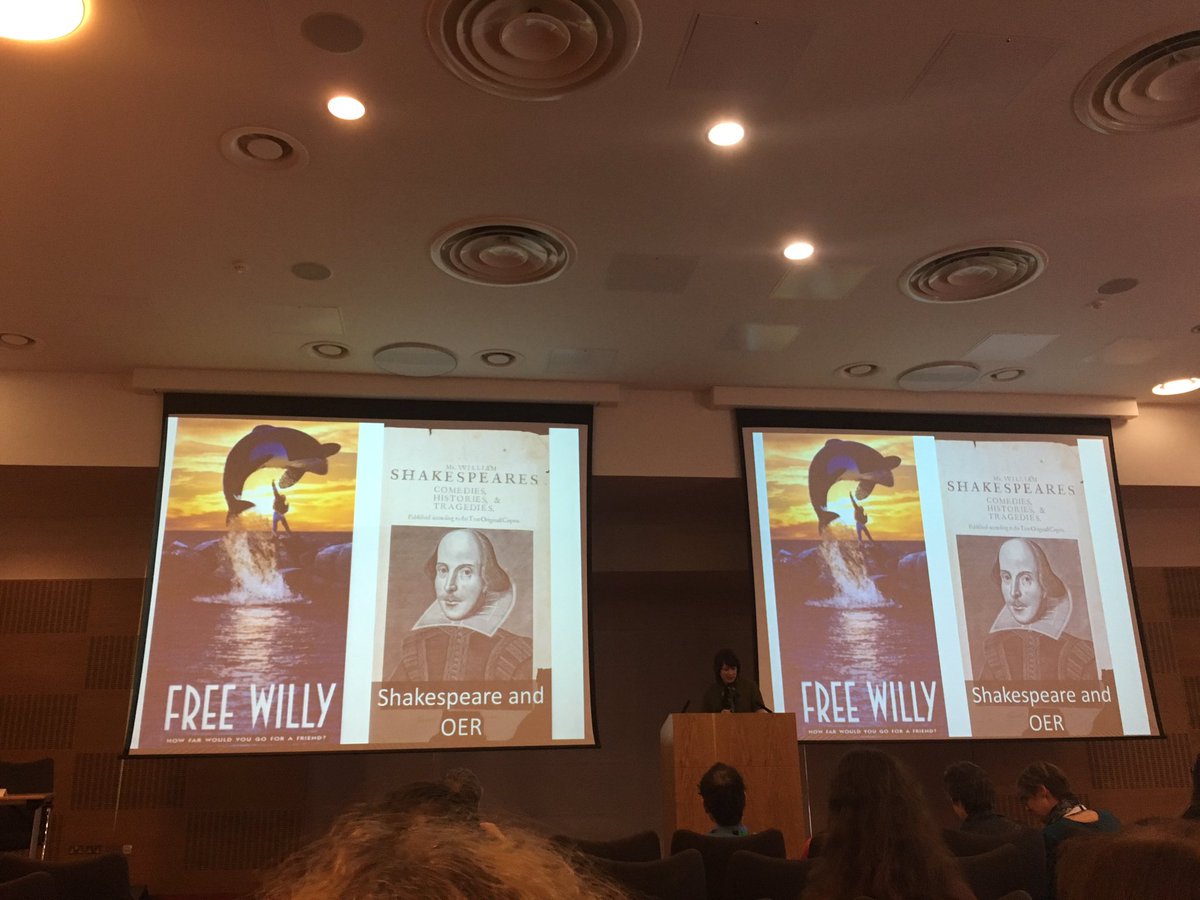 Mr. WILLIAM
SHAKESPEARES
COMEDIES,
HISTORIES, &
TRAGEDIES.
Published according to the True Originall Copies.
FREE WILLY
HOW FAR WOULD YOU GO FOR A FRIEND?
Shakespeare and
OER
Mr. WILLIAM
SHAKESPEARES
COMEDIES,
HISTORIES, &
TRAGEDIES.
Published according to the True Originall Copies.
FREE WILLY
HOW FAR WOULD YOU GO FOR A FRIEND?
Shakespeare and
OER